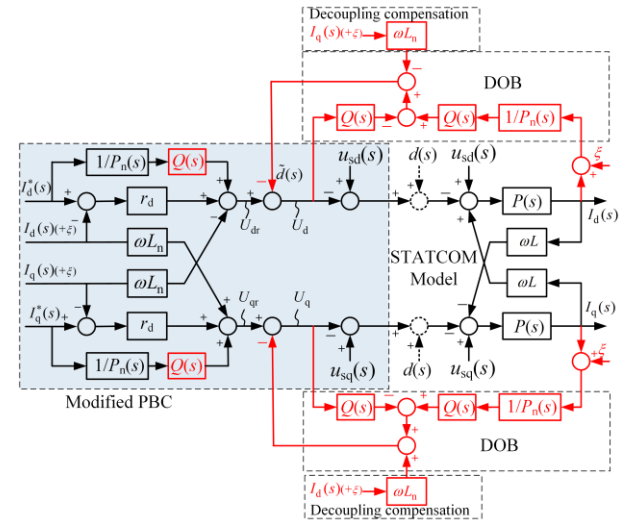 Decoupling compensation
I_q(s)(+ξ) ωL_n
DOB
Q(s) Q(s) 1/P_n(s)
ξ
1/P_n(s) Q(s)
d̃(s) u_sd(s) d(s) u_sd(s)
I_d^*(s) r_d P(s)
U_dr U_d I_d(s)
I_d(s)(+ξ) ωL_n ωL
STATCOM
Model
I_q(s)(+ξ) ωL_n ωL
U_qr U_q I_q(s)
I_q^*(s) r_d P(s)
d(s)
ξ
1/P_n(s) Q(s) u_sq(s) u_sq(s)
Modified PBC
Q(s) Q(s) 1/P_n(s)
DOB
I_d(s)(+ξ) ωL_n
Decoupling compensation